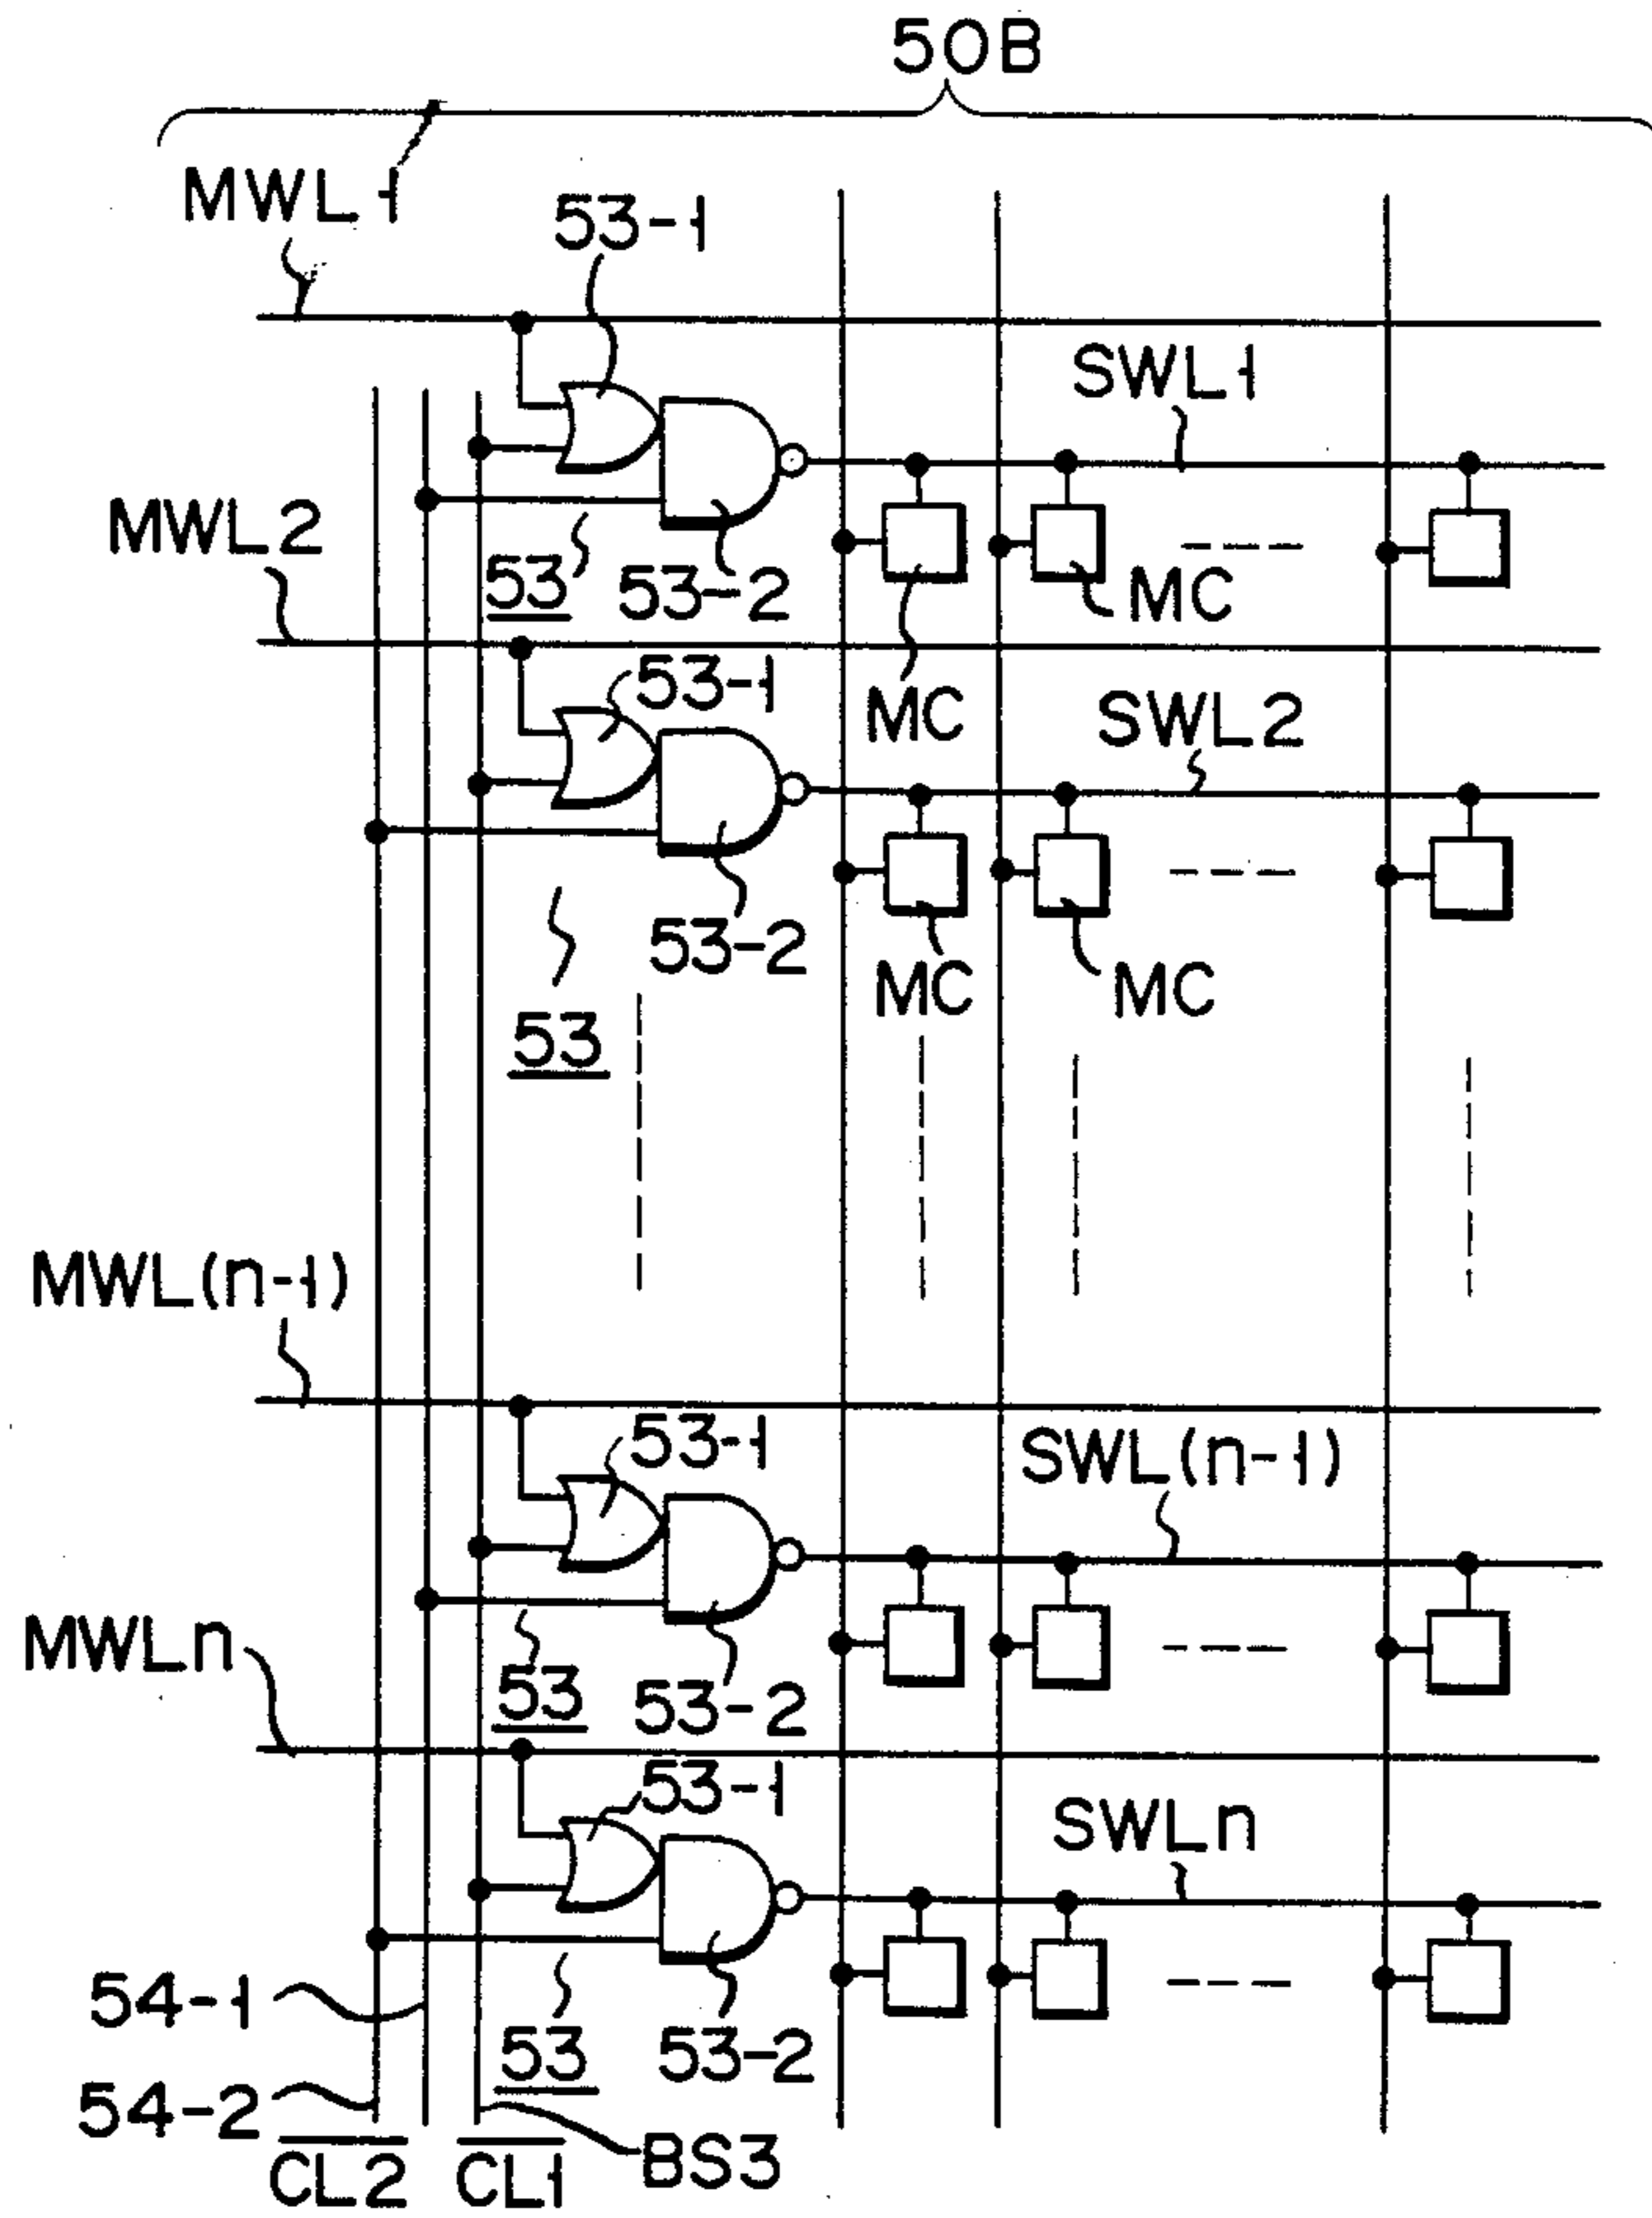 50B
MWL1
53-1
SWL1
MWL2
53
53-2
MC
MC
53-1
SWL2
53-2
MC
MC
53
MWL(n-1)
53-1
SWL(n-1)
MWLn
53
53-2
53-1
SWLn
54-1
53
53-2
54-2
CL2
CL1
BS3